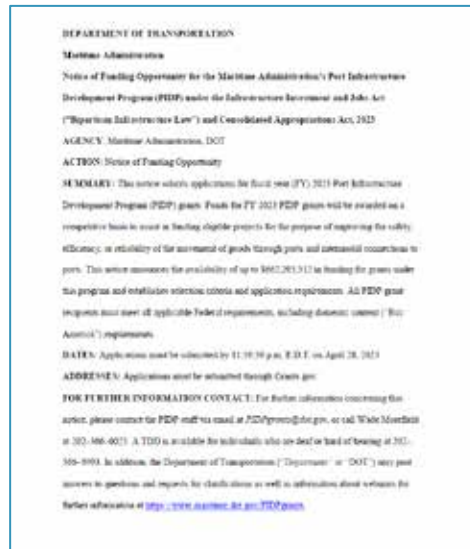 DEPARTMENT OF TRANSPORTATION
Maritime Administration
Notice of Funding Opportunity for the Maritime Administration's Port Infrastructure
Development Program (PIDP) under the Infrastructure Investment and Jobs Act
("Bipartisan Infrastructure Law") and Consolidated Appropriations Act, 2023
AGENCY: Maritime Administration, DOT
ACTION: Notice of Funding Opportunity
SUMMARY: This notice solicits applications for fiscal year (FY) 2023 Port Infrastructure
Development Program (PIDP) grants. Funds for FY 2023 PIDP grants will be awarded on a
competitive basis to assist in funding eligible projects for the purpose of improving the safety,
efficiency, or reliability of the movement of goods through ports and intermodal connections to
ports. This notice announces the availability of up to $662,203,512 in funding for grants under
this program and establishes selection criteria and application requirements. All PIDP grant
recipients must meet all applicable Federal requirements, including domestic content ("Buy
America") requirements.
DATES: Applications must be submitted by 11:59:59 p.m. E.D.T. on April 28, 2023
ADDRESSES: Applications must be submitted through Grants.gov
FOR FURTHER INFORMATION CONTACT: For further information concerning this
notice, please contact the PIDP staff via email at PIDPgrants@dot.gov, or call Wade Morefield
at 202-366-6025. A TDD is available for individuals who are deaf or hard of hearing at 202-
366-3993. In addition, the Department of Transportation ("Department" or "DOT") may post
answers to questions and requests for clarifications as well as information about webinars for
further information at https://www.maritime.dot.gov/PIDPgrants.